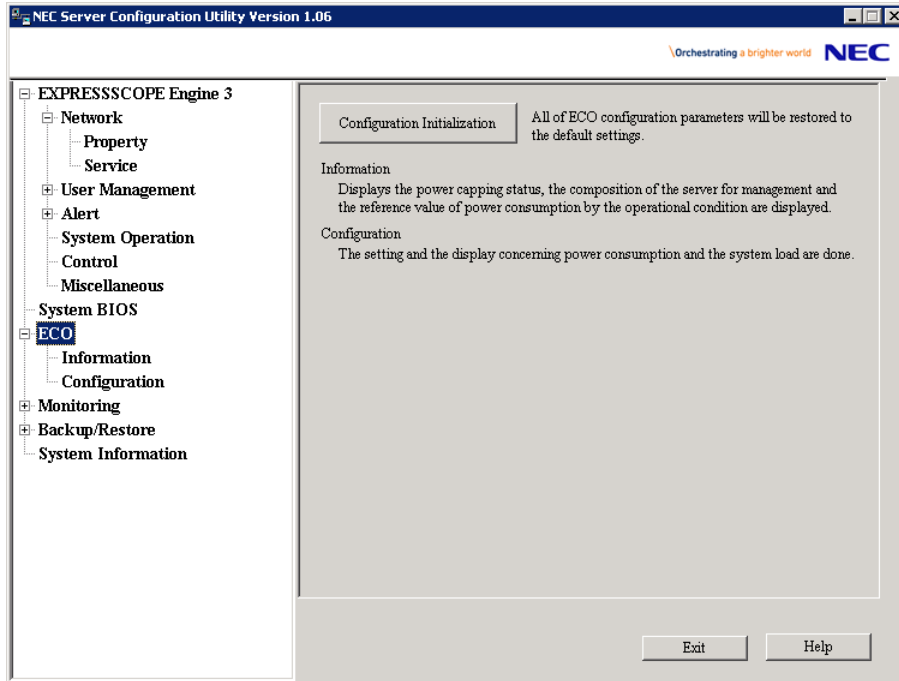 NEC Server Configuration Utility Version 1.06
\Orchestrating a brighter world NEC
EXPRESSSCOPE Engine 3
Network
Property
Service
User Management
Alert
System Operation
Control
Miscellaneous
System BIOS
ECO
Information
Configuration
Monitoring
Backup/Restore
System Information
Configuration Initialization
All of ECO configuration parameters will be restored to
the default settings.
Information
Displays the power capping status, the composition of the server for management and
the reference value of power consumption by the operational condition are displayed.
Configuration
The setting and the display concerning power consumption and the system load are done.
Exit
Help